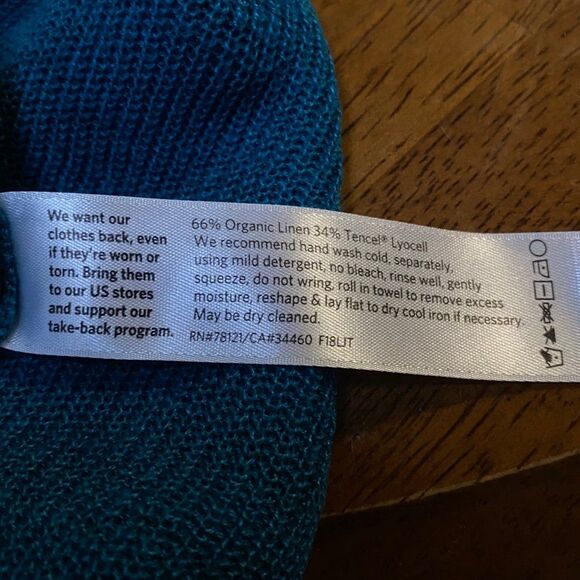 We want our
clothes back, even
if they're worn or
torn. Bring them
to our US stores
and support our
take-back program.
66% Organic Linen 34% Tencel® Lyocell
We recommend hand wash cold, separately,
using mild detergent, no bleach, rinse well, gently
squeeze, do not wring, roll in towel to remove excess
moisture, reshape & lay flat to dry cool iron if necessary.
May be dry cleaned.
RN#78121/CA#34460 F18LJT